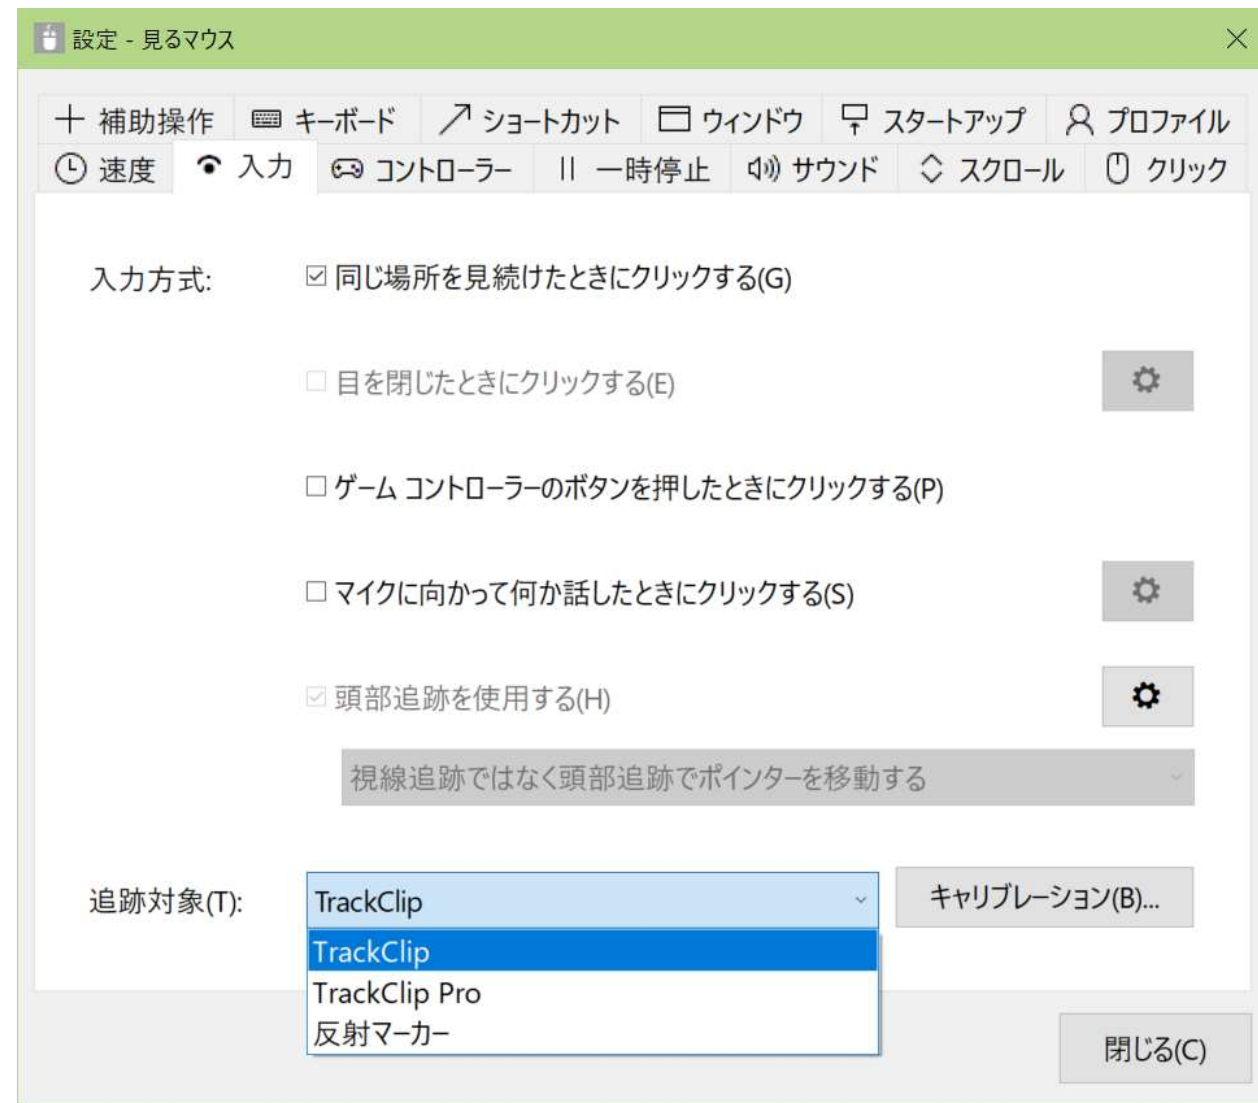 設定 - 見るマウス
補助操作 キーボード ショートカット ウィンドウ スタートアップ プロファイル
速度 入力 コントローラー 一時停止 サウンド スクロール クリック
入力方式: 同じ場所を見続けたときにクリックする(G)
目を閉じたときにクリックする(E)
ゲーム コントローラーのボタンを押したときにクリックする(P)
マイクに向かって何か話したときにクリックする(S)
頭部追跡を使用する(H)
視線追跡ではなく頭部追跡でポインターを移動する
追跡対象(T): TrackClip キャリブレーション(B)...
TrackClip
TrackClip Pro
反射マーカー
閉じる(C)